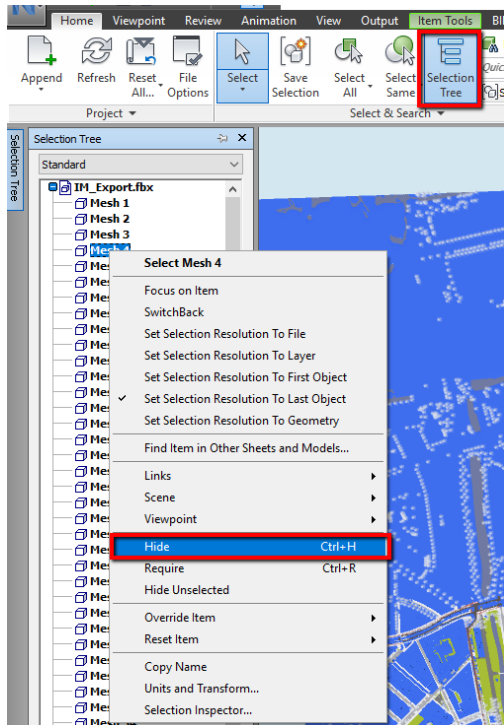 Home Viewpoint Review Animation View Output Item Tools
Append Refresh Reset All... File Options Select Save Selection Select All Select Same Selection Tree
Project Select & Search
Selection Tree
Selection Tree
Standard
IM_Export.fbx
Mesh 1
Mesh 2
Mesh 3
Mesh 4
Select Mesh 4
Focus on Item
SwitchBack
Set Selection Resolution To File
Set Selection Resolution To Layer
Set Selection Resolution To First Object
Set Selection Resolution To Last Object
Set Selection Resolution To Geometry
Find Item in Other Sheets and Models...
Links
Scene
Viewpoint
Hide Ctrl+H
Require Ctrl+R
Hide Unselected
Override Item
Reset Item
Copy Name
Units and Transform...
Selection Inspector...